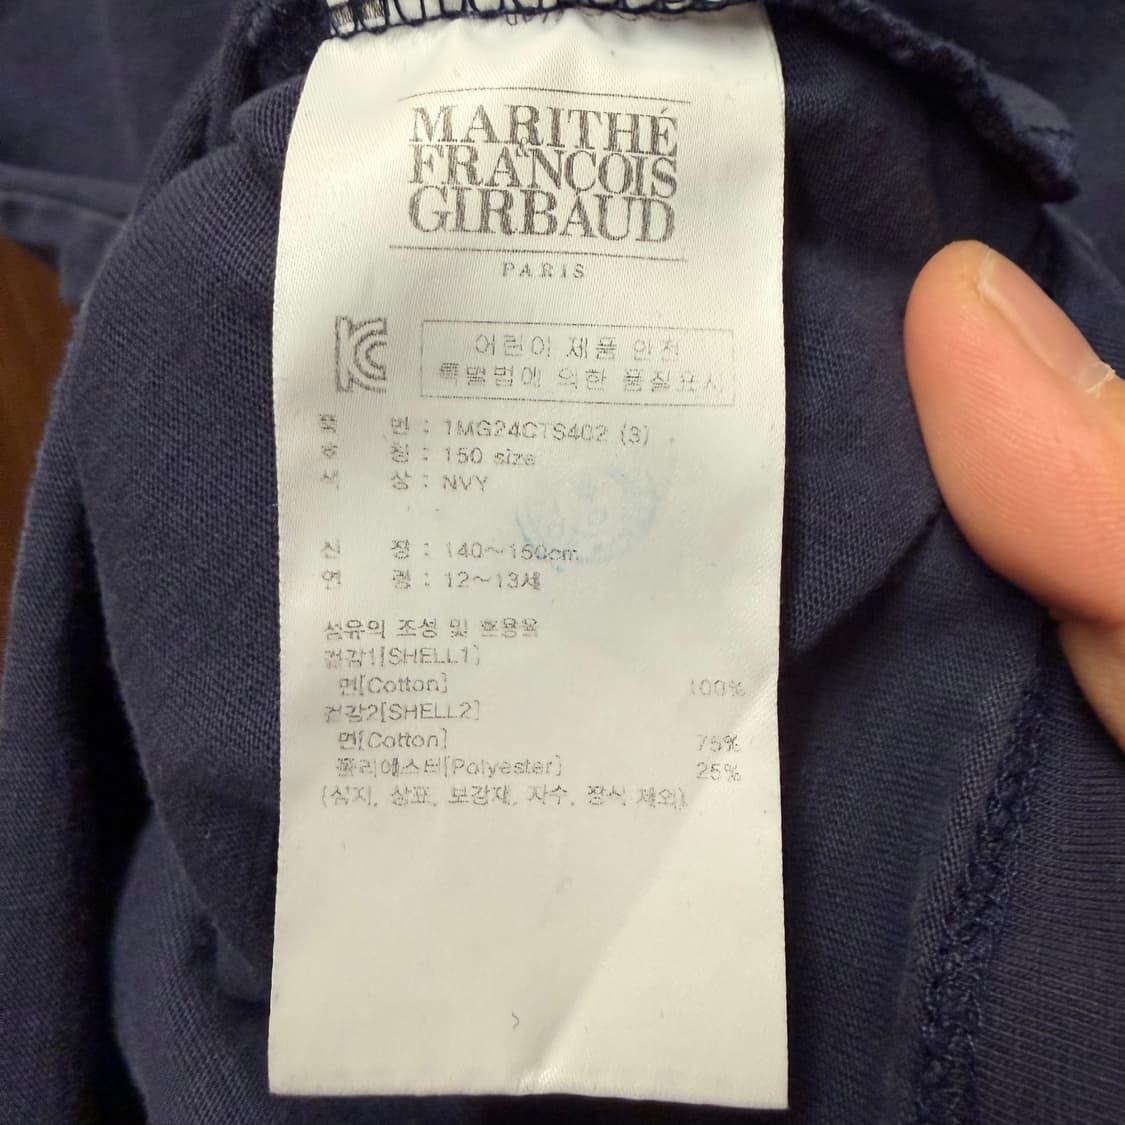 MARITHÉ
&
FRANÇOIS
GIRBAUD
PARIS
어린이 제품 안전
특별법에 의한 품질표시
품 번 : 1MG24CTS402 (3)
호 칭 : 150 size
색 상 : NVY
신 장 : 140~150cm
연 령 : 12~13세
섬유의 조성 및 혼용율
겉감1[SHELL1]
면[Cotton] 100%
겉감2[SHELL2]
면[Cotton] 75%
폴리에스터[Polyester] 25%
(심지, 상표, 보강재, 자수, 장식 제외)